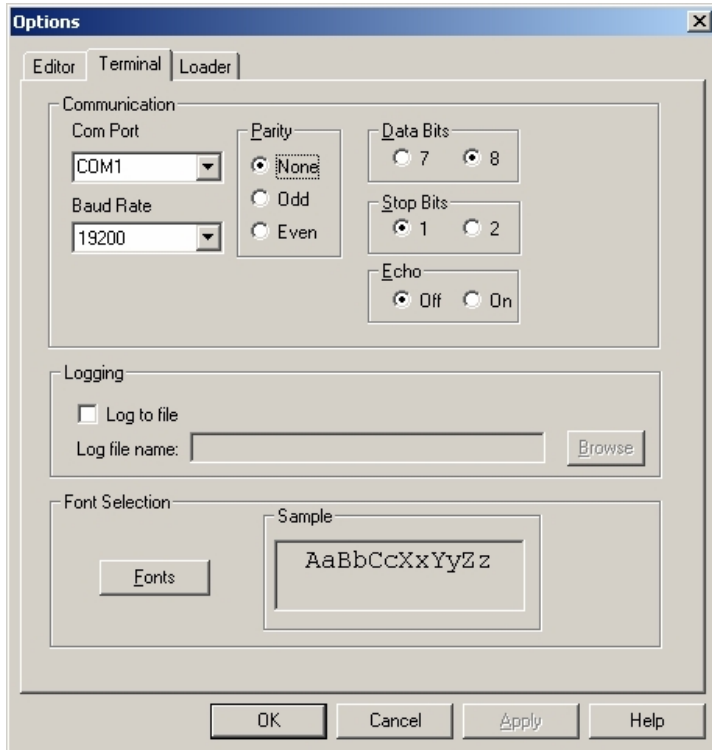 Options
Editor Terminal Loader
Communication
Com Port
COM1
Baud Rate
19200
Parity
None
Odd
Even
Data Bits
7 8
Stop Bits
1 2
Echo
Off On
Logging
Log to file
Log file name: Browse
Font Selection
Fonts
Sample
AaBbCcXxYyZz
OK Cancel Apply Help